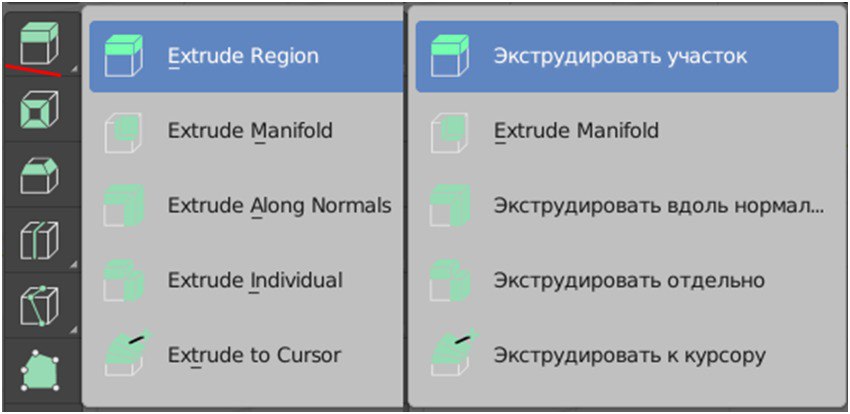 Extrude Region
Extrude Manifold
Extrude Along Normals
Extrude Individual
Extrude to Cursor
Экструдировать участок
Extrude Manifold
Экструдировать вдоль нормал...
Экструдировать отдельно
Экструдировать к курсору